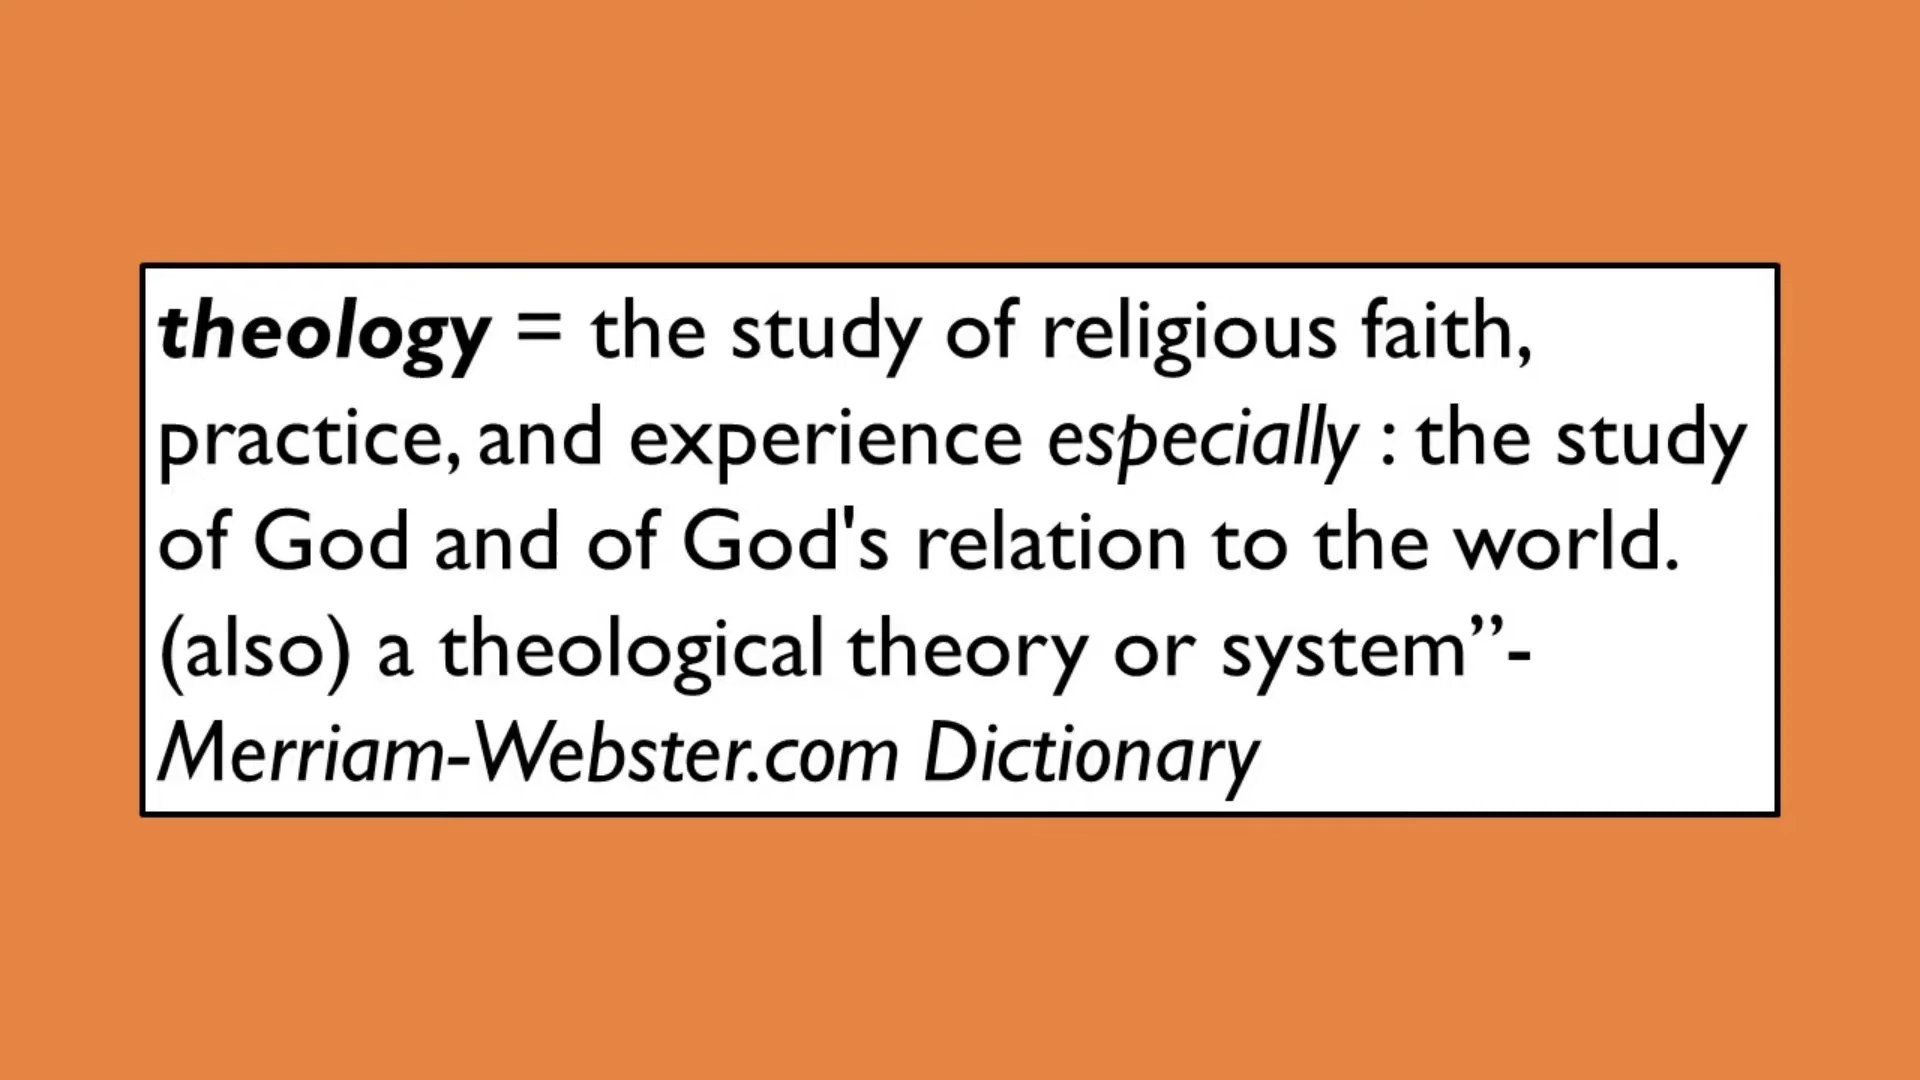 theology = the study of religious faith,
practice, and experience especially : the study
of God and of God's relation to the world.
(also) a theological theory or system”-
Merriam-Webster.com Dictionary